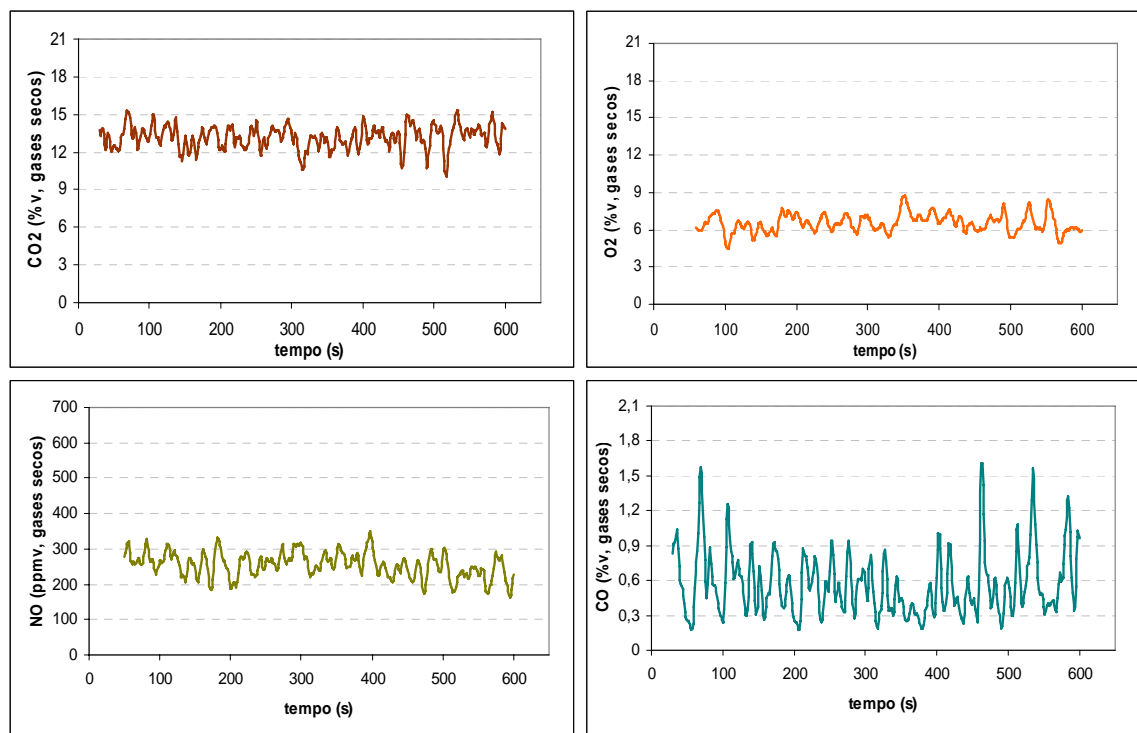 CO2 (%v, gases secos)
21
18
15
12
9
6
3
0
0 100 200 300 400 500 600
tempo (s)
O2 (%v, gases secos)
21
18
15
12
9
6
3
0
0 100 200 300 400 500 600
tempo (s)
NO (ppmv, gases secos)
700
600
500
400
300
200
100
0
0 100 200 300 400 500 600
tempo (s)
CO (%v, gases secos)
2,1
1,8
1,5
1,2
0,9
0,6
0,3
0
0 100 200 300 400 500 600
tempo (s)